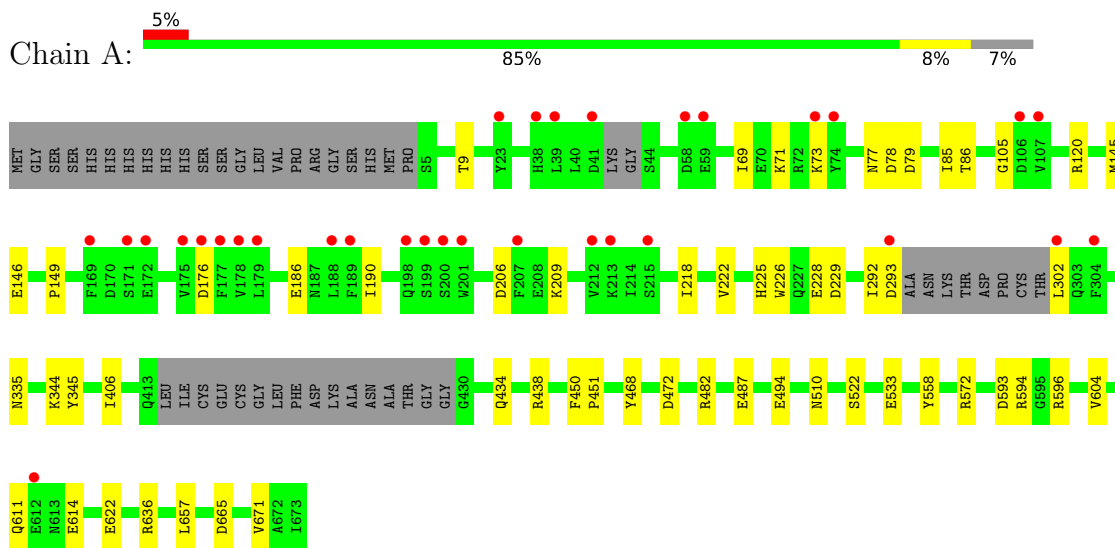 5%
Chain A:
85% 8% 7%
MET GLY SER SER HIS HIS HIS HIS HIS HIS SER SER GLY LEU VAL PRO ARG GLY SER HIS MET PRO S5 T9 Y23 H38 L39 L40 D41 LYS GLY S44 D58 E59 I69 E70 K71 R72 K73 Y74 N77 D78 D79 I85 T86 G105 D106 V107 R120 M145
E146 P149 F169 D170 S171 E172 V175 D176 F177 V178 L179 E186 N187 L188 F189 I190 Q198 S199 S200 W201 D206 F207 E208 K209 V212 K213 I214 S215 I218 V222 H225 W226 Q227 E228 D229 I292 D293 ALA ASN LYS THR ASP PRO CYS THR L302 Q303 F304
N335 K344 Y345 I406 Q413 LEU ILE CYS GLU CYS GLY LEU PHE ASP LYS ALA ASN ALA THR GLY GLY G430 Q434 R438 F450 P451 Y468 D472 R482 E487 E494 N510 S522 E533 Y558 R572 D593 R594 G595 R596 V604
Q611 E612 N613 E614 E622 R636 L657 D665 V671 A672 I673